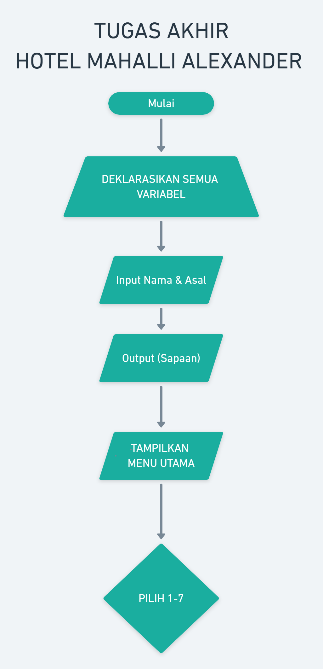 TUGAS AKHIR
HOTEL MAHALLI ALEXANDER
Mulai
DEKLARASIKAN SEMUA
VARIABEL
Input Nama & Asal
Output (Sapaan)
TAMPILKAN
MENU UTAMA
PILIH 1-7